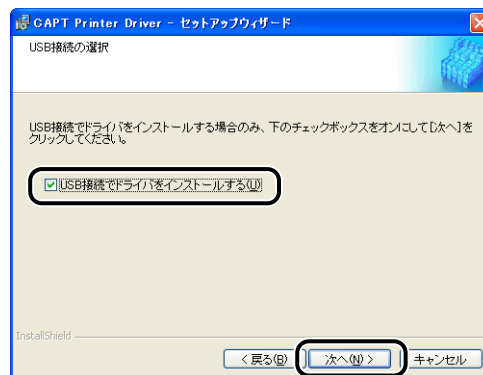 CAPT Printer Driver - セットアップウィザード
USB接続の選択
USB接続でドライバをインストールする場合のみ、下のチェックボックスをオンにして[次へ]を
クリックしてください。
USB接続でドライバをインストールする(U)
InstallShield
< 戻る(B)
次へ(N) >
キャンセル